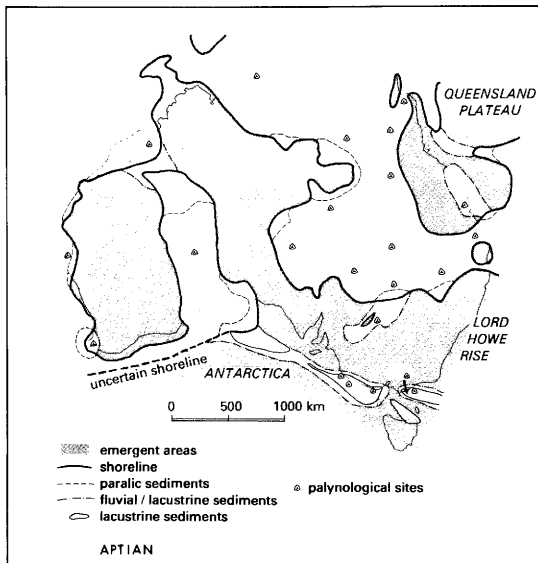 QUEENSLAND
PLATEAU
LORD
HOWE
RISE
uncertain shoreline
ANTARCTICA
0 500 1000 km
emergent areas
shoreline
paralic sediments
fluvial / lacustrine sediments
lacustrine sediments
palynological sites
APTIAN